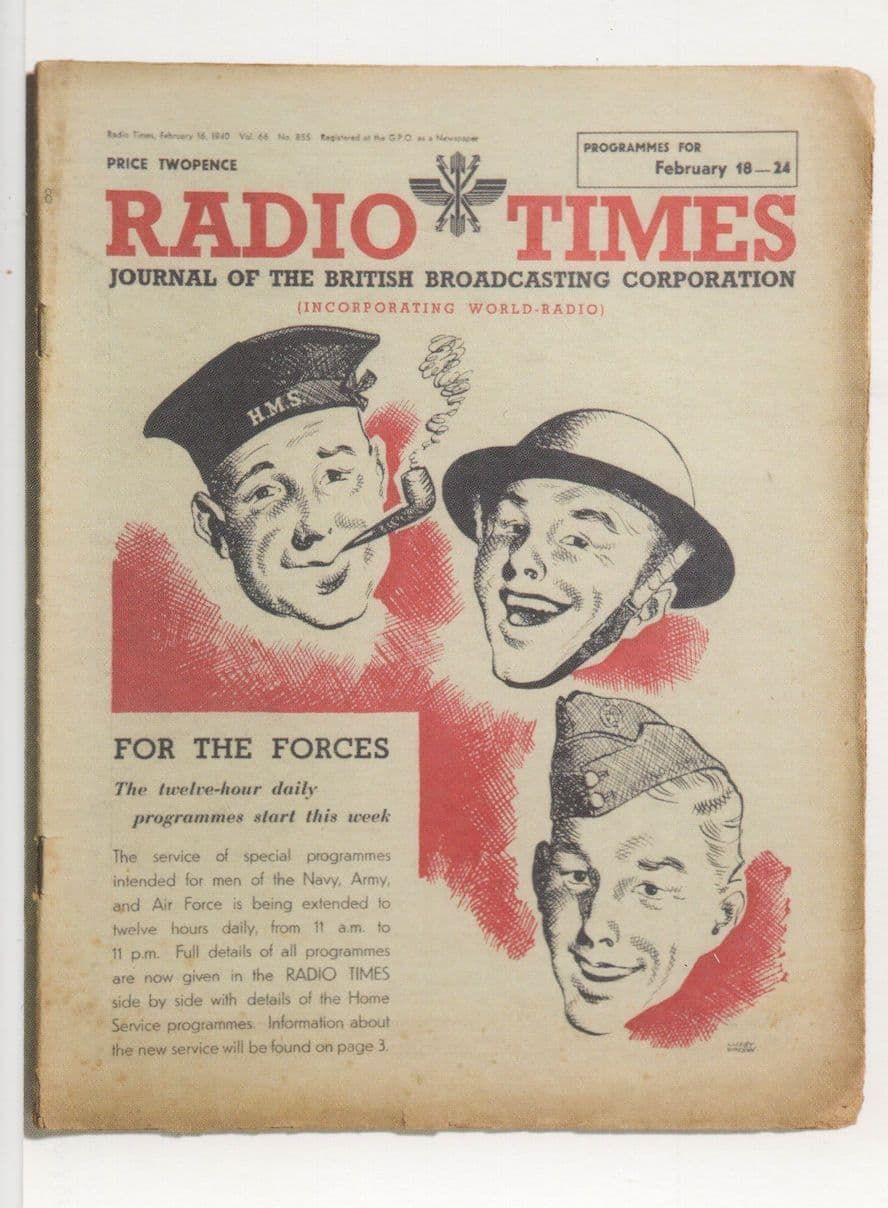 Radio Times, February 16, 1940 Vol. 66 No. 855 Registered at the G.P.O. as a Newspaper
PRICE TWOPENCE
PROGRAMMES FOR
February 18—24
8
RADIO TIMES
JOURNAL OF THE BRITISH BROADCASTING CORPORATION
(INCORPORATING WORLD-RADIO)
H.M.S.
FOR THE FORCES
The twelve-hour daily
programmes start this week
The service of special programmes
intended for men of the Navy, Army,
and Air Force is being extended to
twelve hours daily, from 11 a.m. to
11 p.m. Full details of all programmes
are now given in the RADIO TIMES
side by side with details of the Home
Service programmes. Information about
the new service will be found on page 3.